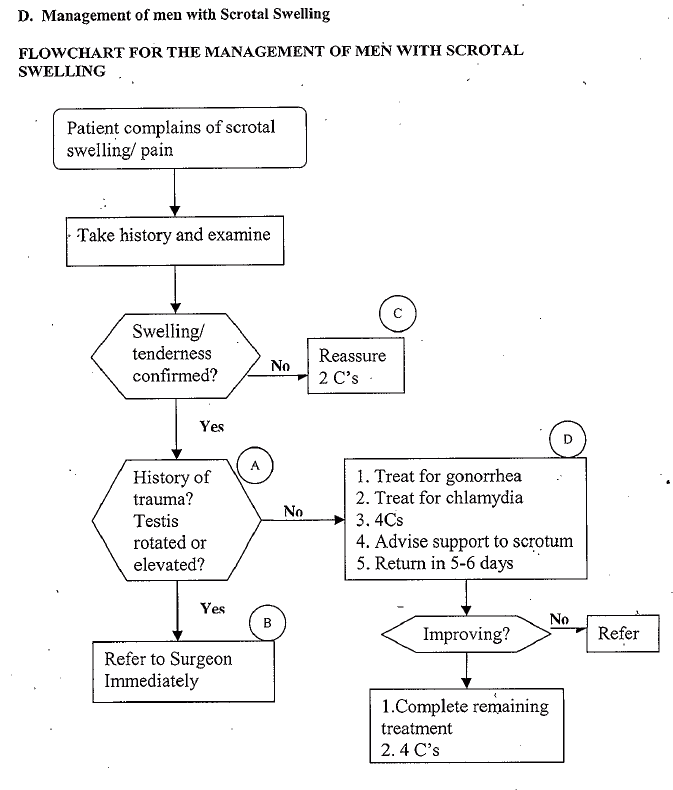 D. Management of men with Scrotal Swelling
FLOWCHART FOR THE MANAGEMENT OF MEN WITH SCROTAL
SWELLING
Patient complains of scrotal
swelling/ pain
Take history and examine
C
Swelling/
tenderness
confirmed?
No
Reassure
2 C's
Yes
A
D
History of
trauma?
Testis
rotated or
elevated?
No
1. Treat for gonorrhea
2. Treat for chlamydia
3. 4Cs
4. Advise support to scrotum
5. Return in 5-6 days
Yes
B
Refer to Surgeon
Immediately
Improving?
No
Refer
1.Complete remaining
treatment
2. 4 C's